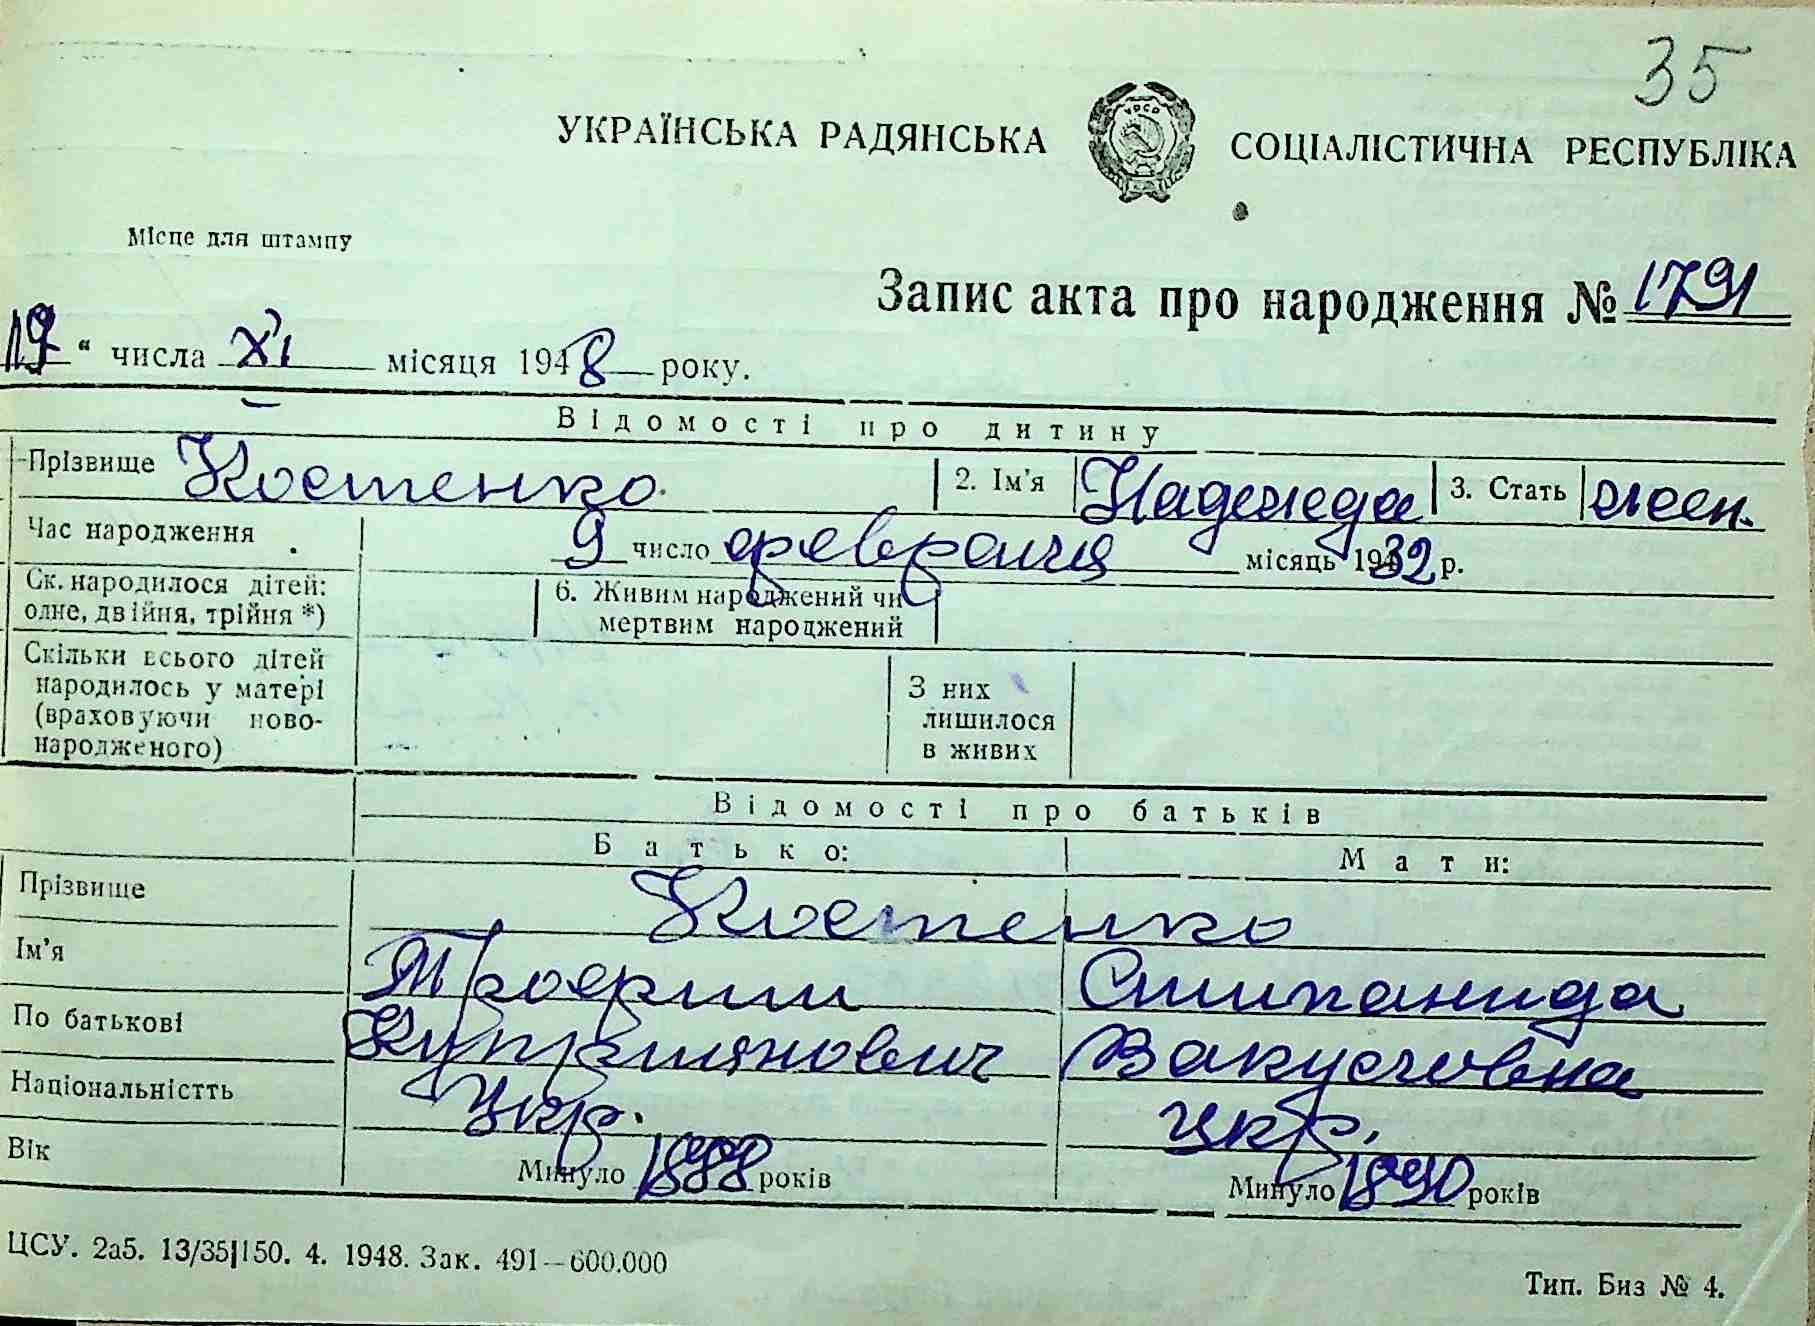 35
УКРАЇНСЬКА РАДЯНСЬКА СОЦІАЛІСТИЧНА РЕСПУБЛІКА
УРСР
Місце для штампу
Запис акта про народження № 1791
19 " числа XI місяця 1948 року.
Відомості про дитину
Прізвище Костенко 2. Ім'я Надежда 3. Стать жен.
Час народження 9 число февраля місяць 1932 р.
Ск. народилося дітей: одне, двійня, трійня *) 6. Живим народжений чи мертвим народжений
Скільки всього дітей народилось у матері (враховуючи новонародженого) З них лишилося в живих
Відомості про батьків
Батько: Мати:
Прізвище Костенко
Ім'я Трофим Степанида
По батькові Куприянович Вакуловна
Національністть Укр. укр.
Вік Минуло 1888 років Минуло 1890 років
ЦСУ. 2а5. 13/35|150. 4. 1948. Зак. 491—600.000
Тип. Биз № 4.